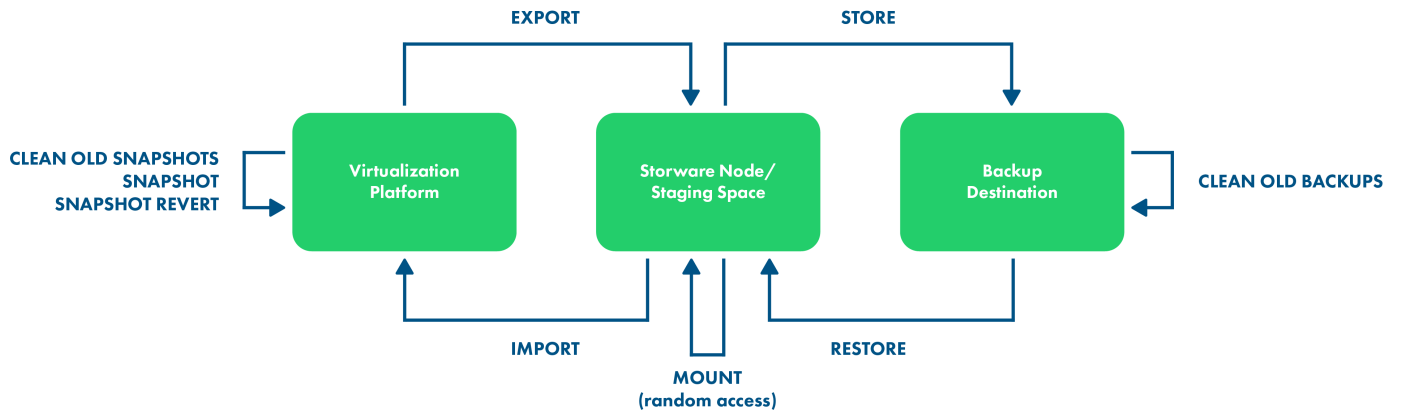 EXPORT
STORE
CLEAN OLD SNAPSHOTS
SNAPSHOT
SNAPSHOT REVERT
Virtualization
Platform
Storware Node/
Staging Space
Backup
Destination
CLEAN OLD BACKUPS
IMPORT
RESTORE
MOUNT
(random access)